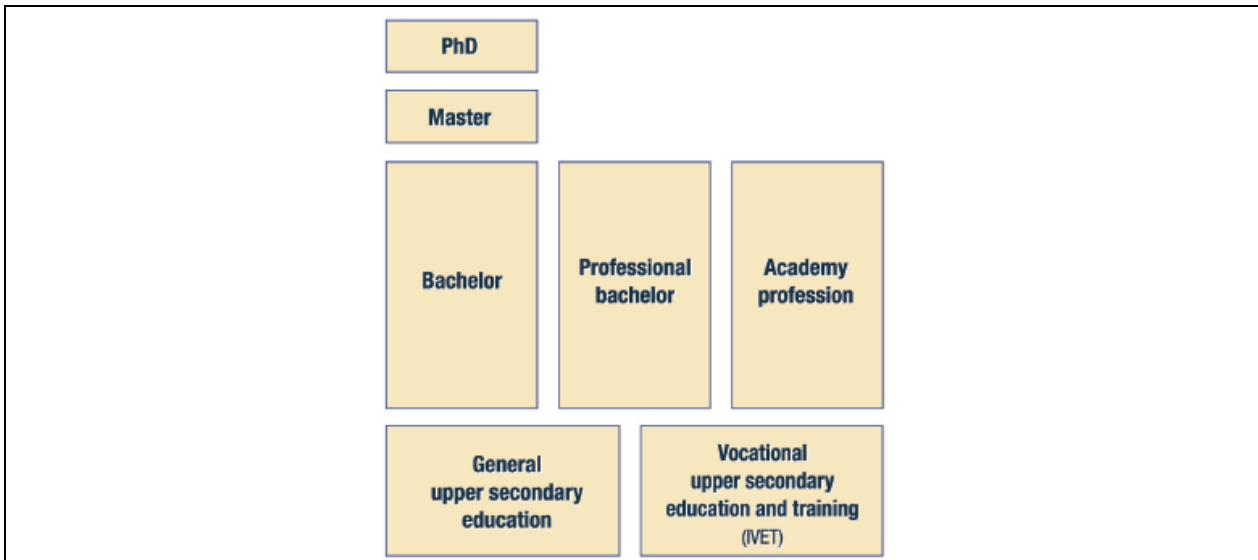 PhD
Master
Bachelor
Professional
bachelor
Academy
profession
General
upper secondary
education
Vocational
upper secondary
education and training
(IVET)